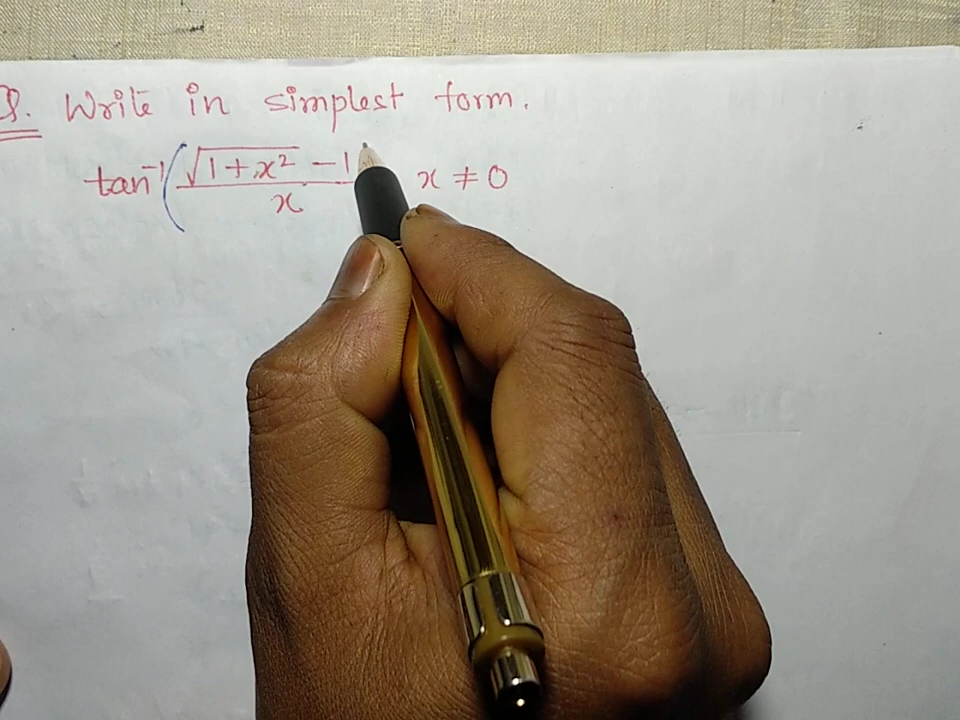 Q. Write in simplest form.
tan⁻¹ (√(1+x²) − 1 / x x ≠ 0